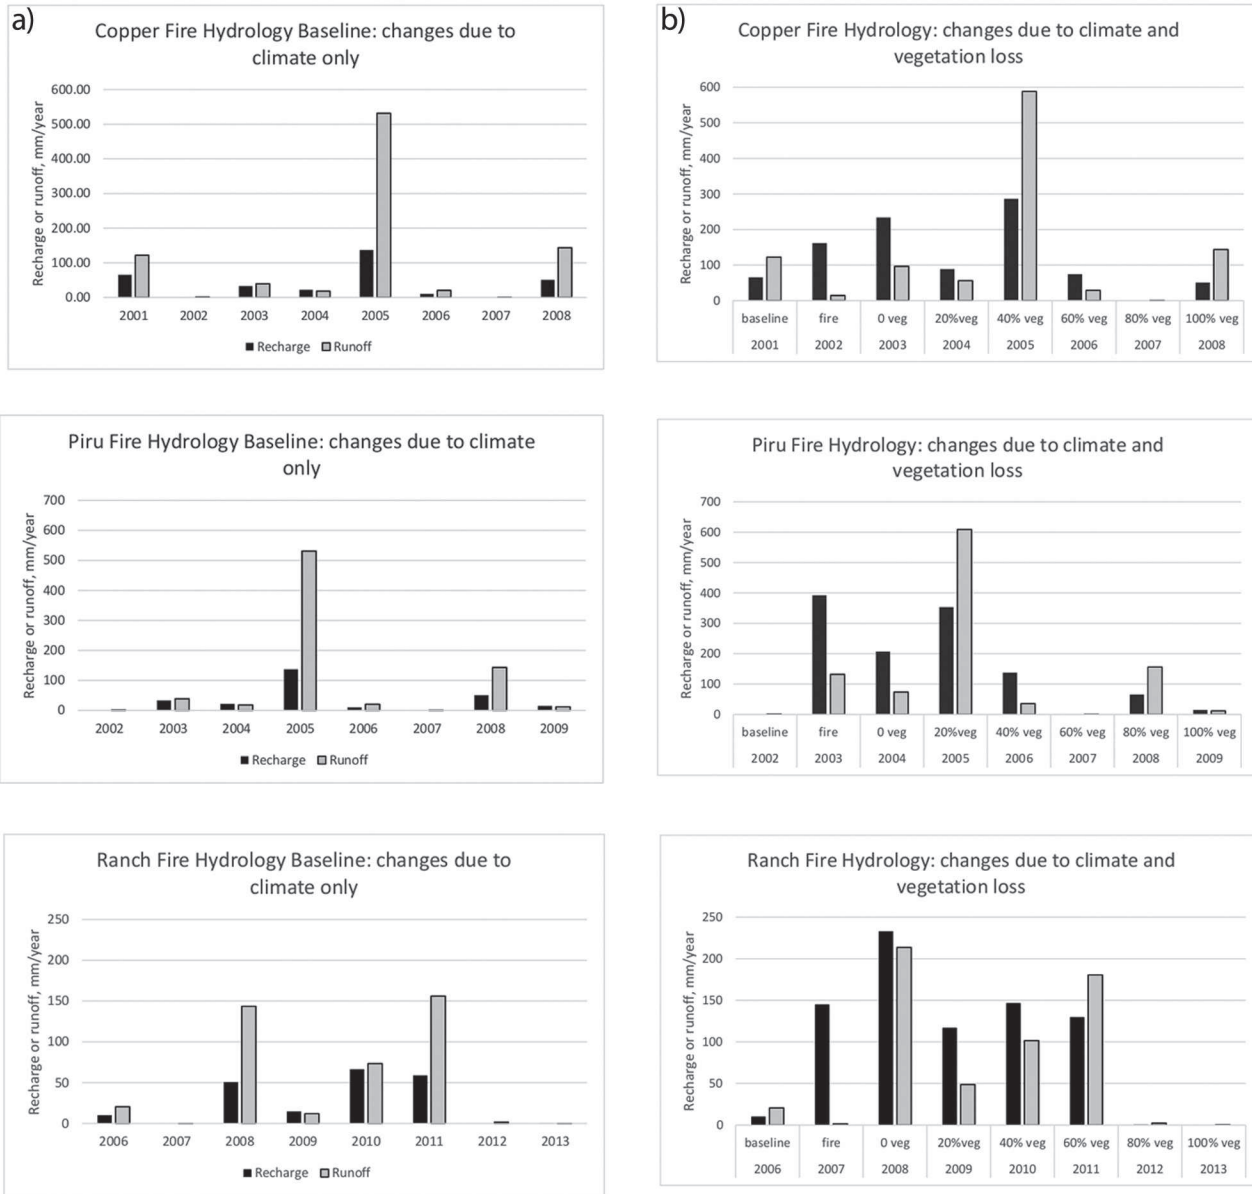 a)
Copper Fire Hydrology Baseline: changes due to
climate only
Recharge or runoff, mm/year
600.00
500.00
400.00
300.00
200.00
100.00
0.00
2001 2002 2003 2004 2005 2006 2007 2008
Recharge Runoff
b)
Copper Fire Hydrology: changes due to climate and
vegetation loss
Recharge or runoff, mm/year
600
500
400
300
200
100
0
baseline fire 0 veg 20%veg 40% veg 60% veg 80% veg 100% veg
2001 2002 2003 2004 2005 2006 2007 2008
Piru Fire Hydrology Baseline: changes due to climate
only
Recharge or runoff, mm/year
700
600
500
400
300
200
100
0
2002 2003 2004 2005 2006 2007 2008 2009
Recharge Runoff
Piru Fire Hydrology: changes due to climate and
vegetation loss
Recharge or runoff, mm/year
700
600
500
400
300
200
100
0
baseline fire 0 veg 20%veg 40% veg 60% veg 80% veg 100% veg
2002 2003 2004 2005 2006 2007 2008 2009
Ranch Fire Hydrology Baseline: changes due to
climate only
Recharge or runoff, mm/year
250
200
150
100
50
0
2006 2007 2008 2009 2010 2011 2012 2013
Recharge Runoff
Ranch Fire Hydrology: changes due to climate and
vegetation loss
Recharge or runoff, mm/year
250
200
150
100
50
0
baseline fire 0 veg 20%veg 40% veg 60% veg 80% veg 100% veg
2006 2007 2008 2009 2010 2011 2012 2013